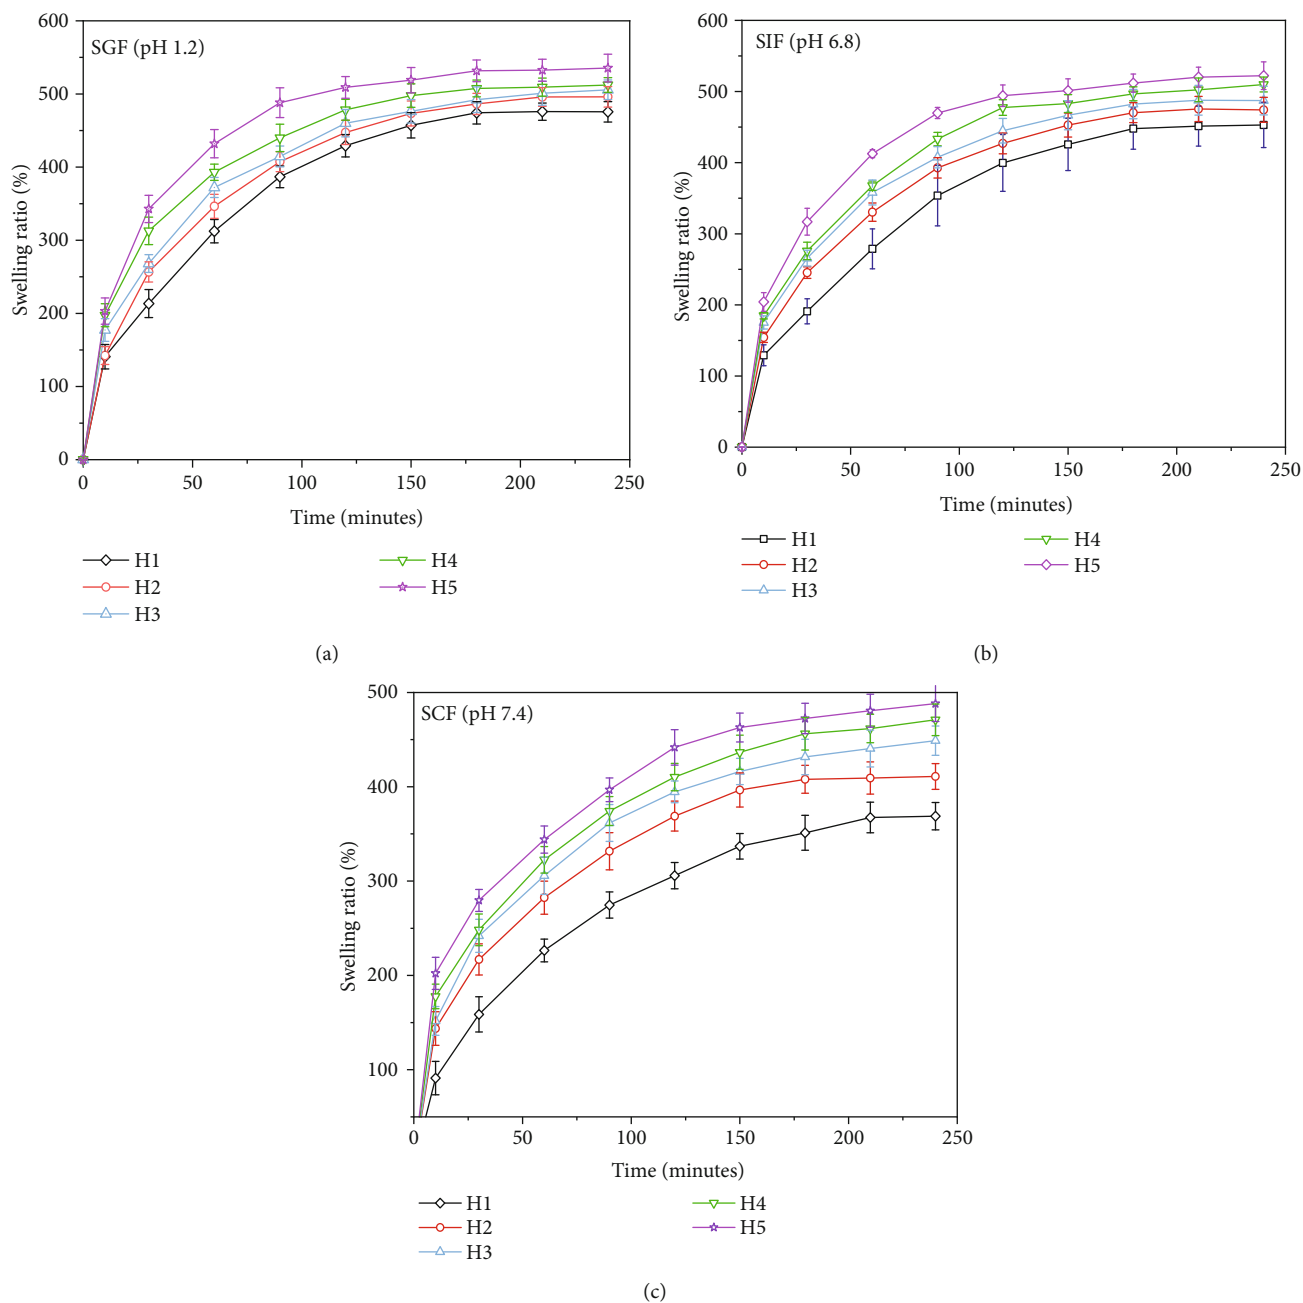 SGF (pH 1.2)
600
500
400
300
200
100
0
Swelling ratio (%)
0 50 100 150 200 250
Time (minutes)
H1 H4
H2 H5
H3
(a)
SIF (pH 6.8)
600
500
400
300
200
100
0
Swelling ratio (%)
0 50 100 150 200 250
Time (minutes)
H1 H4
H2 H5
H3
(b)
SCF (pH 7.4)
500
400
300
200
100
Swelling ratio (%)
0 50 100 150 200 250
Time (minutes)
H1 H4
H2 H5
H3
(c)